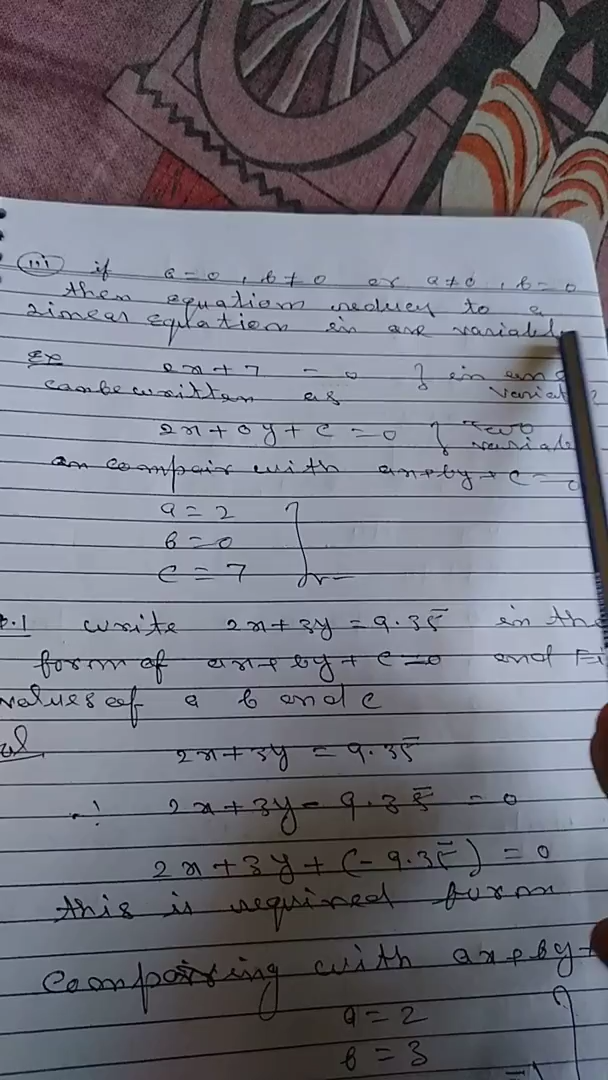 (iii) if a=0, b≠0 or a≠0, b=0
then equation reduces to a
linear equation in one variable
Ex 2x+7 = 0 } in one
can be written as
2x+0y+c=0 } Two
an compair with ax+by+c=0
a=2
b=0
c=7
.1 write 2x+3y=9.35̄ in the
form of ax+by+c=0 and Fi
values of a b and c
2x+3y = 9.35̄
∴ 2x+3y-9.35̄ = 0
2x+3y+(-9.35̄) = 0
this is required form
Comparing with ax+by+
a=2
b=3